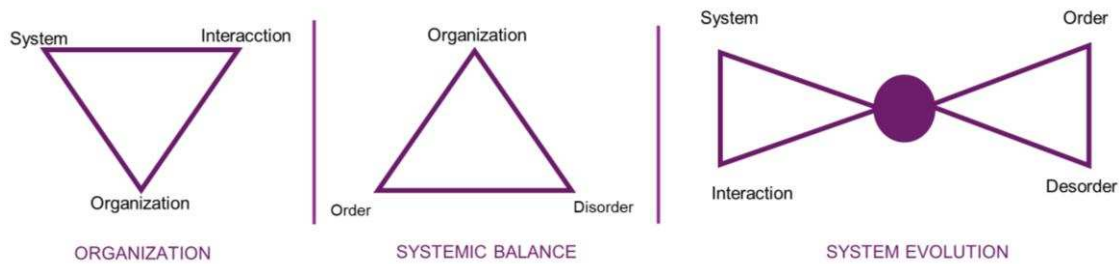 System
Interacction
Organization
ORGANIZATION
Organization
Order
Disorder
SYSTEMIC BALANCE
System
Order
Interaction
Desorder
SYSTEM EVOLUTION